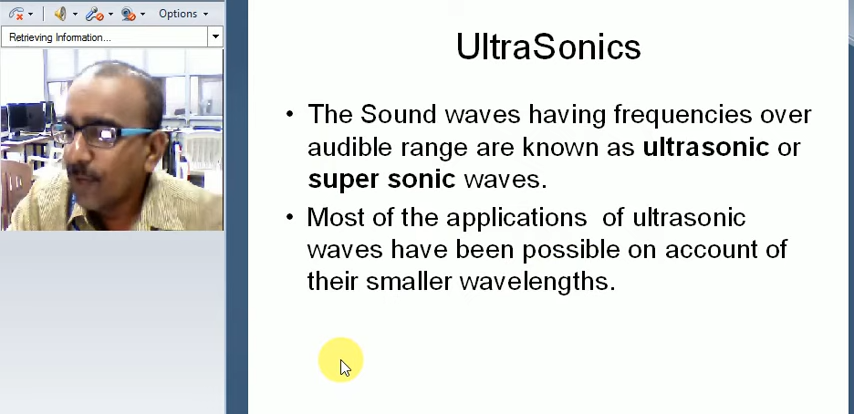 Options
Retrieving Information...
UltraSonics
• The Sound waves having frequencies over
audible range are known as ultrasonic or
super sonic waves.
• Most of the applications of ultrasonic
waves have been possible on account of
their smaller wavelengths.